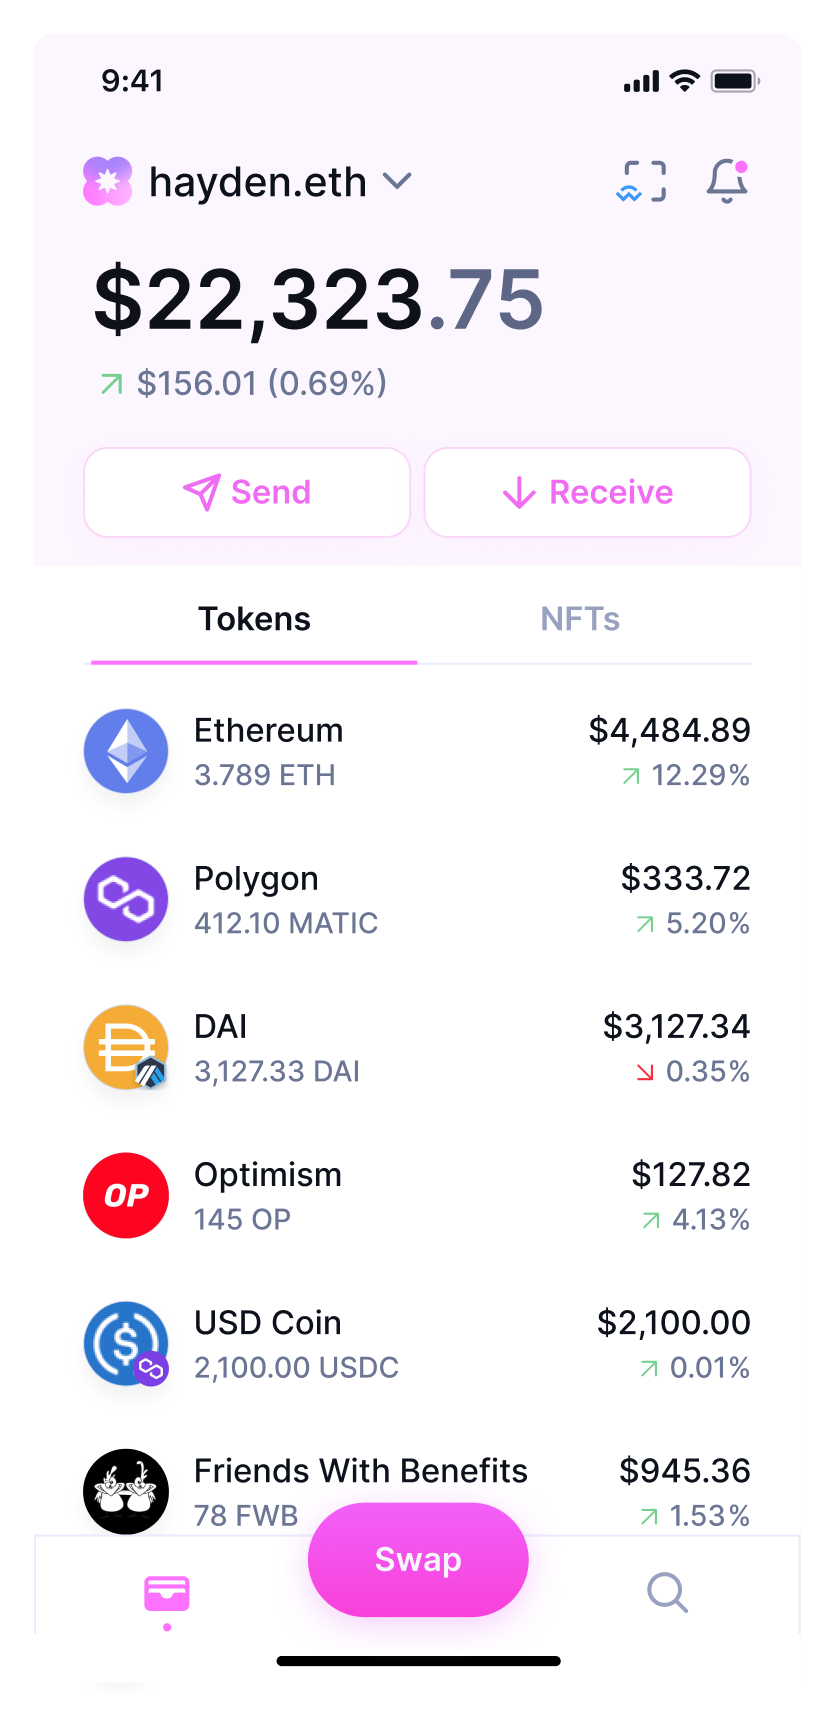 9:41
hayden.eth
$22,323.75
$156.01 (0.69%)
Send
Receive
Tokens
NFTs
Ethereum
$4,484.89
3.789 ETH
12.29%
Polygon
$333.72
412.10 MATIC
5.20%
DAI
$3,127.34
3,127.33 DAI
0.35%
OP
Optimism
$127.82
145 OP
4.13%
$
USD Coin
$2,100.00
2,100.00 USDC
0.01%
Friends With Benefits
$945.36
78 FWB
1.53%
Swap